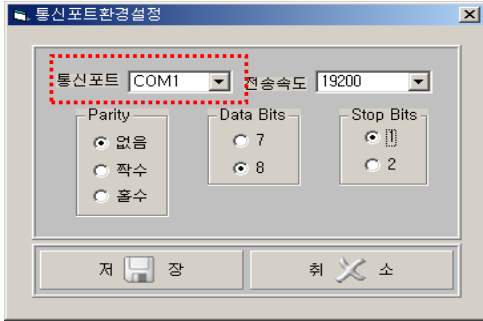 통신포트환경설정
통신포트 COM1 전송속도 19200
Parity Data Bits Stop Bits
없음 7 1
짝수 8 2
홀수
저 장 취 소